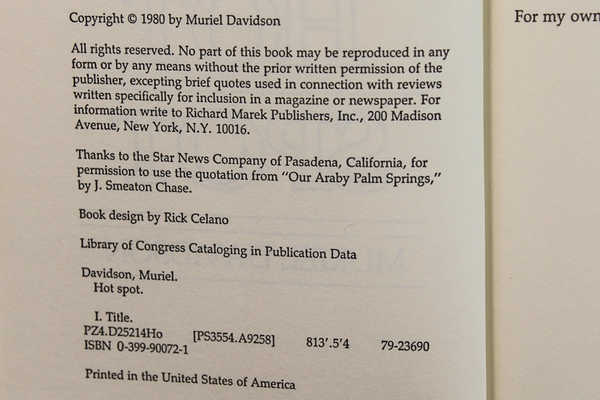 Copyright © 1980 by Muriel Davidson
All rights reserved. No part of this book may be reproduced in any
form or by any means without the prior written permission of the
publisher, excepting brief quotes used in connection with reviews
written specifically for inclusion in a magazine or newspaper. For
information write to Richard Marek Publishers, Inc., 200 Madison
Avenue, New York, N.Y. 10016.
Thanks to the Star News Company of Pasadena, California, for
permission to use the quotation from “Our Araby Palm Springs,”
by J. Smeaton Chase.
Book design by Rick Celano
Library of Congress Cataloging in Publication Data
Davidson, Muriel.
Hot spot.
I. Title.
PZ4.D25214Ho [PS3554.A9258] 813'.5'4 79-23690
ISBN 0-399-90072-1
Printed in the United States of America
For my own